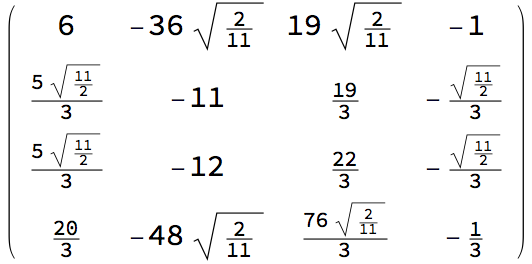 6 −36 √(2/11) 19 √(2/11) −1
5 √(11/2)/3 −11 19/3 −√(11/2)/3
5 √(11/2)/3 −12 22/3 −√(11/2)/3
20/3 −48 √(2/11) 76 √(2/11)/3 −1/3